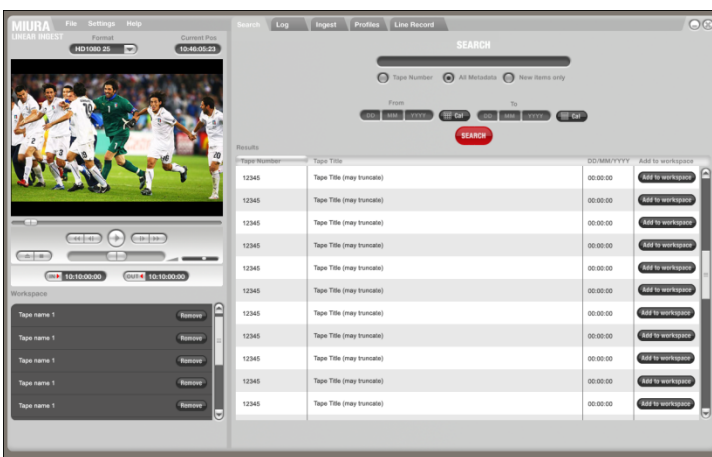 MIURA File Settings Help
LINEAR INGEST
Format Current Pos
HD1080 25 10:46:05:23
IN 10:10:00:00 OUT 10:10:00:00
Workspace
Tape name 1 Remove
Tape name 1 Remove
Tape name 1 Remove
Tape name 1 Remove
Tape name 1 Remove
Search Log Ingest Profiles Line Record
SEARCH
Tape Number All Metadata New items only
From To
DD MM YYYY Cal DD MM YYYY Cal
SEARCH
Results
Tape Number Tape Title DD/MM/YYYY Add to workspace
12345 Tape Title (may truncate) 00:00:00 Add to workspace
12345 Tape Title (may truncate) 00:00:00 Add to workspace
12345 Tape Title (may truncate) 00:00:00 Add to workspace
12345 Tape Title (may truncate) 00:00:00 Add to workspace
12345 Tape Title (may truncate) 00:00:00 Add to workspace
12345 Tape Title (may truncate) 00:00:00 Add to workspace
12345 Tape Title (may truncate) 00:00:00 Add to workspace
12345 Tape Title (may truncate) 00:00:00 Add to workspace
12345 Tape Title (may truncate) 00:00:00 Add to workspace
12345 Tape Title (may truncate) 00:00:00 Add to workspace
12345 Tape Title (may truncate) 00:00:00 Add to workspace